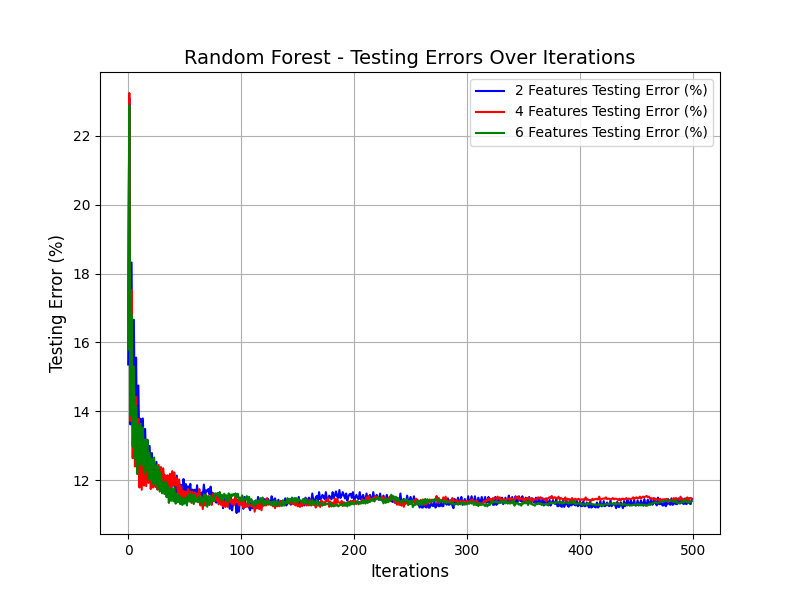 Random Forest - Testing Errors Over Iterations
2 Features Testing Error (%)
4 Features Testing Error (%)
6 Features Testing Error (%)
Testing Error (%)
22
20
18
16
14
12
0 100 200 300 400 500
Iterations